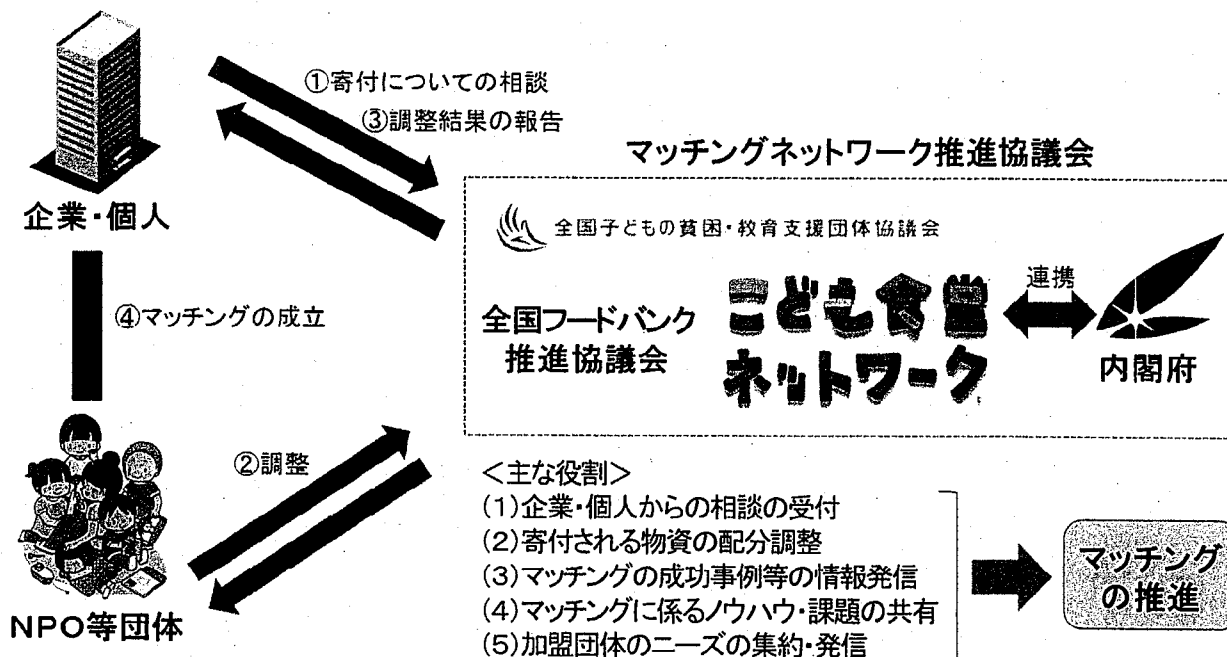 ①寄付についての相談
③調整結果の報告
マッチングネットワーク推進協議会
企業・個人
全国子どもの貧困・教育支援団体協議会
④マッチングの成立
全国フードバンク
推進協議会
こども食堂
ネットワーク
連携
内閣府
②調整
NPO等団体
<主な役割>
(1)企業・個人からの相談の受付
(2)寄付される物資の配分調整
(3)マッチングの成功事例等の情報発信
(4)マッチングに係るノウハウ・課題の共有
(5)加盟団体のニーズの集約・発信
マッチング
の推進